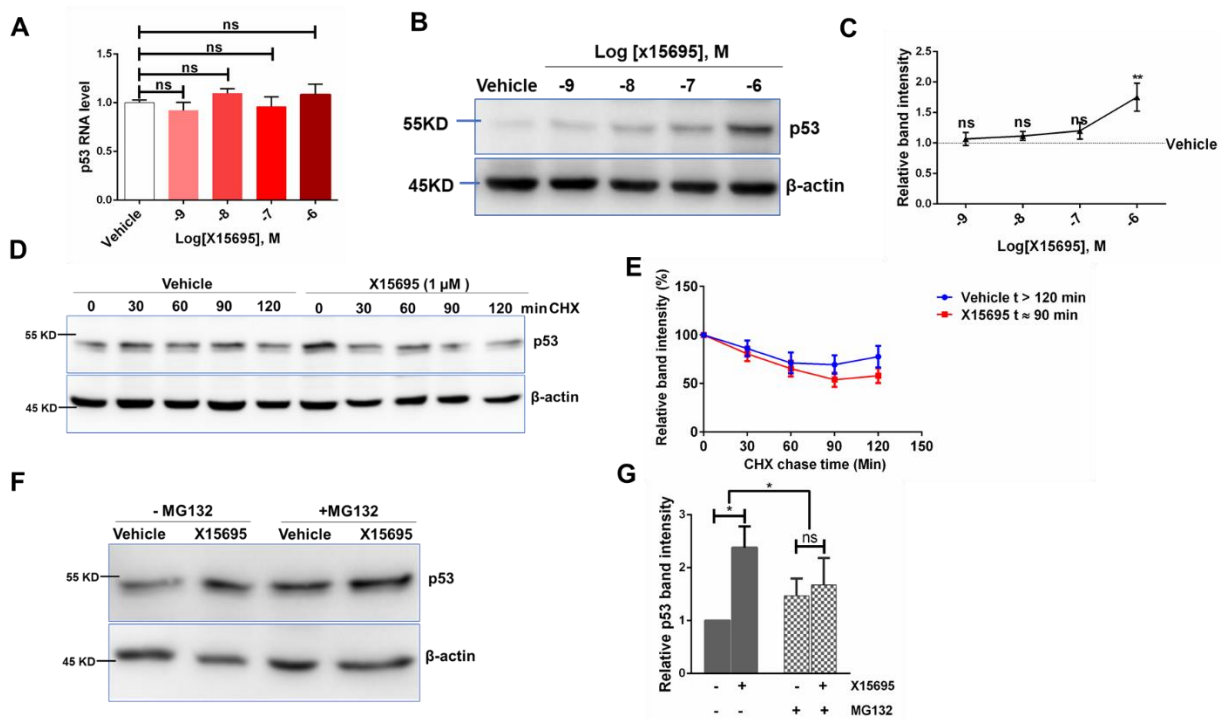 A
ns
ns
ns
ns
p53 RNA level
1.5
1.0
0.5
0.0
Vehicle
-9
-8
-7
-6
Log[X15695], M
B
Log [x15695], M
Vehicle -9 -8 -7 -6
55KD
p53
45KD
β-actin
C
Relative band intensity
2.5
2.0
1.5
1.0
0.5
0.0
ns
ns
ns
**
Vehicle
-9
-8
-7
-6
Log[X15695], M
D
Vehicle X15695 (1 µM )
0 30 60 90 120 0 30 60 90 120 min CHX
55 KD
p53
45 KD
β-actin
E
Relative band intensity (%)
150
100
50
0
0 30 60 90 120 150
CHX chase time (Min)
Vehicle t > 120 min
X15695 t ≈ 90 min
F
- MG132 +MG132
Vehicle X15695 Vehicle X15695
55 KD
p53
45 KD
β-actin
G
Relative p53 band intensity
3
2
1
0
*
*
ns
- + - + X15695
- - + + MG132